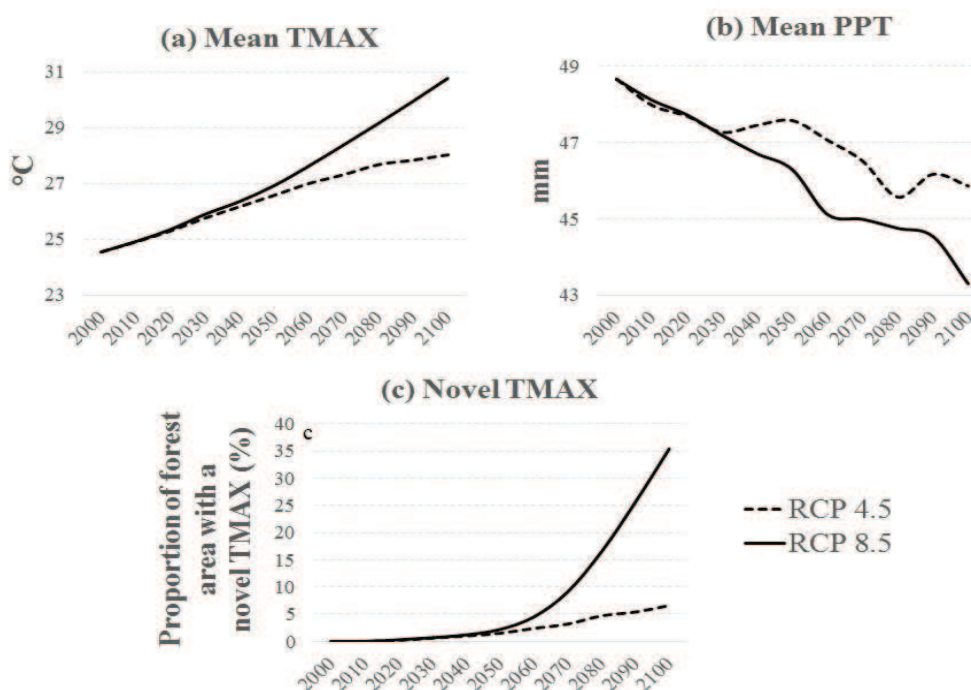 (a) Mean TMAX
31
29
27
25
23
°C
2000 2010 2020 2030 2040 2050 2060 2070 2080 2090 2100
(b) Mean PPT
49
47
45
43
mm
2000 2010 2020 2030 2040 2050 2060 2070 2080 2090 2100
(c) Novel TMAX
Proportion of forest
area with a
novel TMAX (%)
40
35
30
25
20
15
10
5
0
c
2000 2010 2020 2030 2040 2050 2060 2070 2080 2090 2100
RCP 4.5
RCP 8.5